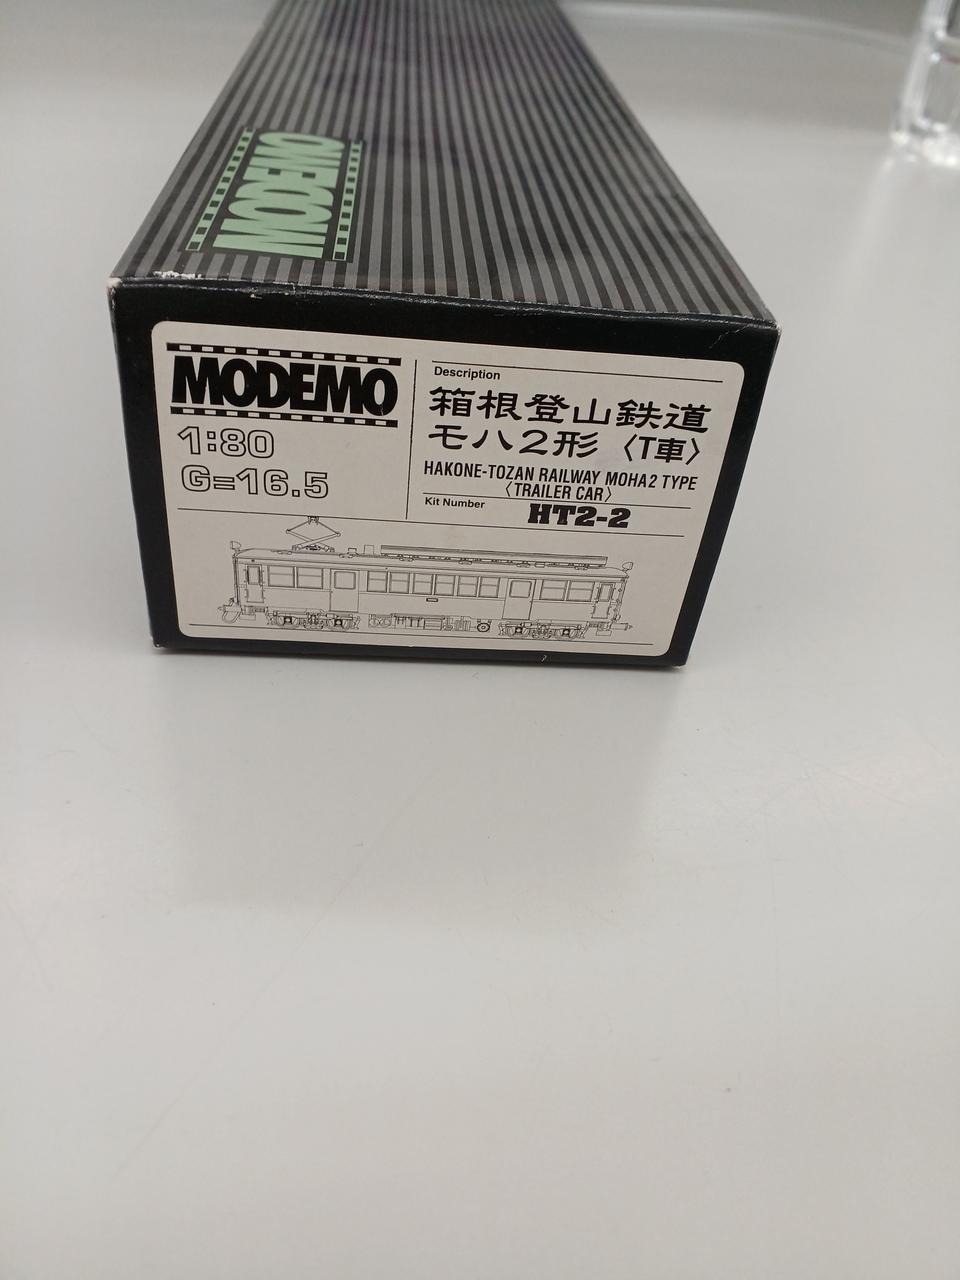 MODEMO
MODEMO
1:80
G=16.5
Description
箱根登山鉄道
モハ2形〈T車〉
HAKONE-TOZAN RAILWAY MOHA2 TYPE
〈TRAILER CAR〉
Kit Number
HT2-2